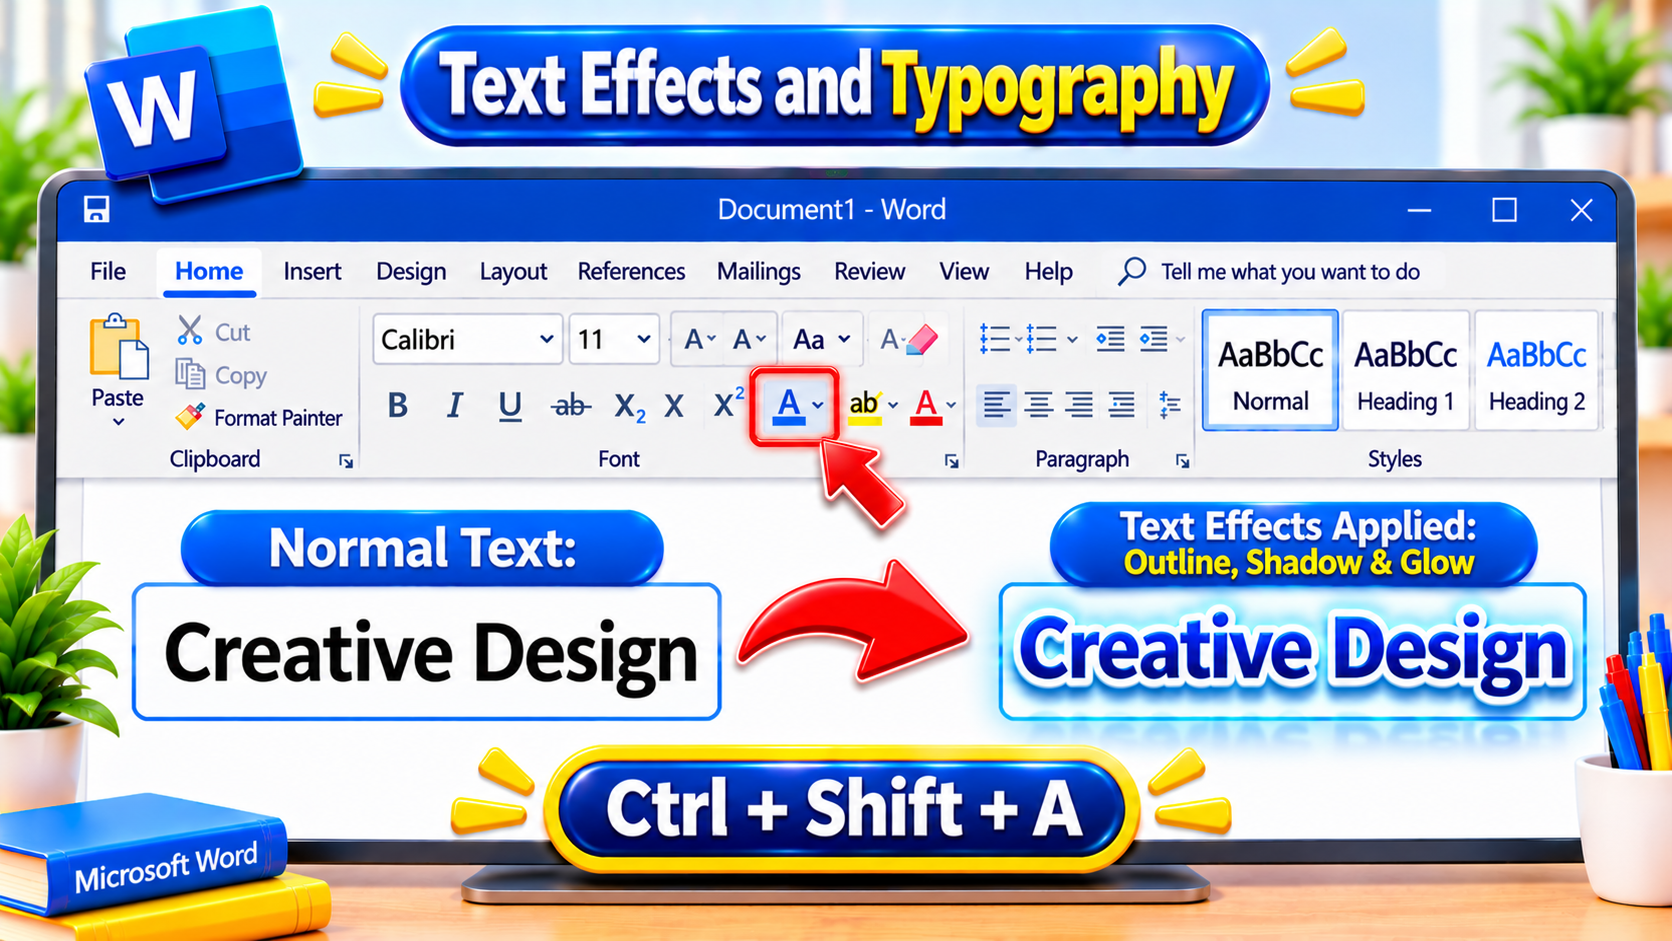 W
Text Effects and Typography
Document1 - Word
File Home Insert Design Layout References Mailings Review View Help Tell me what you want to do
Paste
Cut
Copy
Format Painter
Clipboard
Calibri 11 A A Aa A
B I U ab X2 X X2 A ab A
Font
Paragraph
AaBbCc AaBbCc AaBbCc
Normal Heading 1 Heading 2
Styles
Normal Text:
Creative Design
Text Effects Applied:
Outline, Shadow & Glow
Creative Design
Ctrl + Shift + A
Microsoft Word